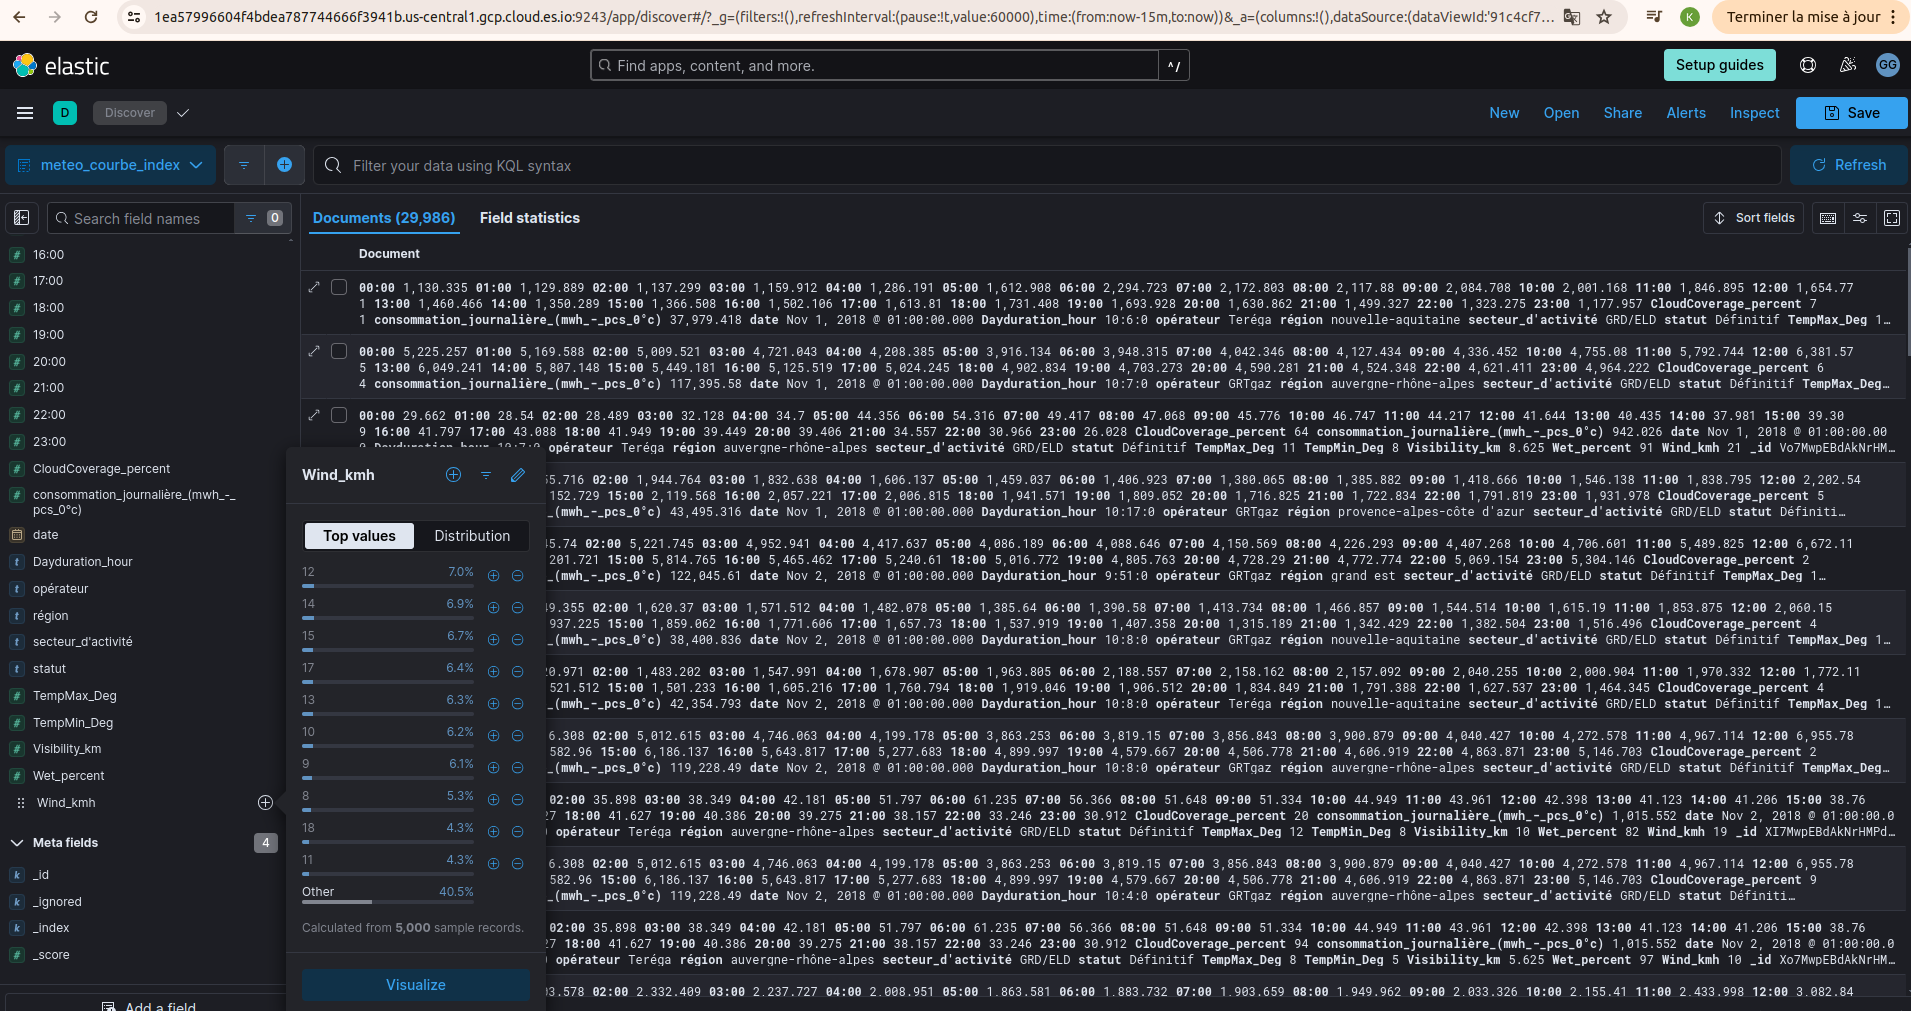 1ea57996604f4bdea787744666f3941b.us-central1.gcp.cloud.es.io:9243/app/discover#/?_g=(filters:!(),refreshInterval:(pause:!t,value:60000),time:(from:now-15m,to:now))&_a=(columns:!(),dataSource:(dataViewId:'91c4cf7...
K
Terminer la mise à jour
elastic
Find apps, content, and more.
^/
Setup guides
GG
D
Discover
New
Open
Share
Alerts
Inspect
Save
meteo_courbe_index
Filter your data using KQL syntax
Refresh
Search field names
0
Documents (29,986)
Field statistics
Sort fields
16:00
17:00
18:00
19:00
20:00
21:00
22:00
23:00
CloudCoverage_percent
consommation_journalière_(mwh_-_
pcs_0°c)
date
Dayduration_hour
opérateur
région
secteur_d'activité
statut
TempMax_Deg
TempMin_Deg
Visibility_km
Wet_percent
Wind_kmh
Meta fields
4
_id
_ignored
_index
_score
Add a field
Wind_kmh
Top values
Distribution
12 7.0%
14 6.9%
15 6.7%
17 6.4%
13 6.3%
10 6.2%
9 6.1%
8 5.3%
18 4.3%
11 4.3%
Other 40.5%
Calculated from 5,000 sample records.
Visualize
Document
00:00 1,130.335 01:00 1,129.889 02:00 1,137.299 03:00 1,159.912 04:00 1,286.191 05:00 1,612.908 06:00 2,294.723 07:00 2,172.803 08:00 2,117.88 09:00 2,084.708 10:00 2,001.168 11:00 1,846.895 12:00 1,654.77
1 13:00 1,460.466 14:00 1,350.289 15:00 1,366.508 16:00 1,502.106 17:00 1,613.81 18:00 1,731.408 19:00 1,693.928 20:00 1,630.862 21:00 1,499.327 22:00 1,323.275 23:00 1,177.957 CloudCoverage_percent 7
1 consommation_journalière_(mwh_-_pcs_0°c) 37,979.418 date Nov 1, 2018 @ 01:00:00.000 Dayduration_hour 10:6:0 opérateur Teréga région nouvelle-aquitaine secteur_d'activité GRD/ELD statut Définitif TempMax_Deg 1…
00:00 5,225.257 01:00 5,169.588 02:00 5,009.521 03:00 4,721.043 04:00 4,208.385 05:00 3,916.134 06:00 3,948.315 07:00 4,042.346 08:00 4,127.434 09:00 4,336.452 10:00 4,755.08 11:00 5,792.744 12:00 6,381.57
5 13:00 6,049.241 14:00 5,807.148 15:00 5,449.181 16:00 5,125.519 17:00 5,024.245 18:00 4,902.834 19:00 4,703.273 20:00 4,590.281 21:00 4,524.348 22:00 4,621.411 23:00 4,964.222 CloudCoverage_percent 6
4 consommation_journalière_(mwh_-_pcs_0°c) 117,395.58 date Nov 1, 2018 @ 01:00:00.000 Dayduration_hour 10:7:0 opérateur GRTgaz région auvergne-rhône-alpes secteur_d'activité GRD/ELD statut Définitif TempMax_Deg…
00:00 29.662 01:00 28.54 02:00 28.489 03:00 32.128 04:00 34.7 05:00 44.356 06:00 54.316 07:00 49.417 08:00 47.068 09:00 45.776 10:00 46.747 11:00 44.217 12:00 41.644 13:00 40.435 14:00 37.981 15:00 39.30
9 16:00 41.797 17:00 43.088 18:00 41.949 19:00 39.449 20:00 39.406 21:00 34.557 22:00 30.966 23:00 26.028 CloudCoverage_percent 64 consommation_journalière_(mwh_-_pcs_0°c) 942.026 date Nov 1, 2018 @ 01:00:00.00
0 Dayduration_hour 10:7:0 opérateur Teréga région auvergne-rhône-alpes secteur_d'activité GRD/ELD statut Définitif TempMax_Deg 11 TempMin_Deg 8 Visibility_km 8.625 Wet_percent 91 Wind_kmh 21 _id Vo7MwpEBdAkNrHM…
55.716 02:00 1,944.764 03:00 1,832.638 04:00 1,606.137 05:00 1,459.037 06:00 1,406.923 07:00 1,380.065 08:00 1,385.882 09:00 1,418.666 10:00 1,546.138 11:00 1,838.795 12:00 2,202.54
152.729 15:00 2,119.568 16:00 2,057.221 17:00 2,006.815 18:00 1,941.571 19:00 1,809.052 20:00 1,716.825 21:00 1,722.834 22:00 1,791.819 23:00 1,931.978 CloudCoverage_percent 5
_(mwh_-_pcs_0°c) 43,495.316 date Nov 1, 2018 @ 01:00:00.000 Dayduration_hour 10:17:0 opérateur GRTgaz région provence-alpes-côte d'azur secteur_d'activité GRD/ELD statut Définiti…
45.74 02:00 5,221.745 03:00 4,952.941 04:00 4,417.637 05:00 4,086.189 06:00 4,088.646 07:00 4,150.569 08:00 4,226.293 09:00 4,407.268 10:00 4,706.601 11:00 5,489.825 12:00 6,672.11
201.721 15:00 5,814.765 16:00 5,465.462 17:00 5,240.61 18:00 5,016.772 19:00 4,805.763 20:00 4,728.29 21:00 4,772.774 22:00 5,069.154 23:00 5,304.146 CloudCoverage_percent 2
_(mwh_-_pcs_0°c) 122,045.61 date Nov 2, 2018 @ 01:00:00.000 Dayduration_hour 9:51:0 opérateur GRTgaz région grand est secteur_d'activité GRD/ELD statut Définitif TempMax_Deg 1…
49.355 02:00 1,620.37 03:00 1,571.512 04:00 1,482.078 05:00 1,385.64 06:00 1,390.58 07:00 1,413.734 08:00 1,466.857 09:00 1,544.514 10:00 1,615.19 11:00 1,853.875 12:00 2,060.15
937.225 15:00 1,859.062 16:00 1,771.606 17:00 1,657.73 18:00 1,537.919 19:00 1,407.358 20:00 1,315.189 21:00 1,342.429 22:00 1,382.504 23:00 1,516.496 CloudCoverage_percent 4
_(mwh_-_pcs_0°c) 38,400.836 date Nov 2, 2018 @ 01:00:00.000 Dayduration_hour 10:8:0 opérateur GRTgaz région nouvelle-aquitaine secteur_d'activité GRD/ELD statut Définitif TempMax_Deg 1…
20.971 02:00 1,483.202 03:00 1,547.991 04:00 1,678.907 05:00 1,963.805 06:00 2,188.557 07:00 2,158.162 08:00 2,157.092 09:00 2,040.255 10:00 2,000.904 11:00 1,970.332 12:00 1,772.11
521.512 15:00 1,501.233 16:00 1,605.216 17:00 1,760.794 18:00 1,919.046 19:00 1,906.512 20:00 1,834.849 21:00 1,791.388 22:00 1,627.537 23:00 1,464.345 CloudCoverage_percent 4
_(mwh_-_pcs_0°c) 42,354.793 date Nov 2, 2018 @ 01:00:00.000 Dayduration_hour 10:8:0 opérateur Teréga région nouvelle-aquitaine secteur_d'activité GRD/ELD statut Définitif TempMax_Deg 1…
6.308 02:00 5,012.615 03:00 4,746.063 04:00 4,199.178 05:00 3,863.253 06:00 3,819.15 07:00 3,856.843 08:00 3,900.879 09:00 4,040.427 10:00 4,272.578 11:00 4,967.114 12:00 6,955.78
582.96 15:00 6,186.137 16:00 5,643.817 17:00 5,277.683 18:00 4,899.997 19:00 4,579.667 20:00 4,506.778 21:00 4,606.919 22:00 4,863.871 23:00 5,146.703 CloudCoverage_percent 2
_(mwh_-_pcs_0°c) 119,228.49 date Nov 2, 2018 @ 01:00:00.000 Dayduration_hour 10:8:0 opérateur GRTgaz région auvergne-rhône-alpes secteur_d'activité GRD/ELD statut Définitif TempMax_Deg…
02:00 35.898 03:00 38.349 04:00 42.181 05:00 51.797 06:00 61.235 07:00 56.366 08:00 51.648 09:00 51.334 10:00 44.949 11:00 43.961 12:00 42.398 13:00 41.123 14:00 41.206 15:00 38.76
27 18:00 41.627 19:00 40.386 20:00 39.275 21:00 38.157 22:00 33.246 23:00 30.912 CloudCoverage_percent 20 consommation_journalière_(mwh_-_pcs_0°c) 1,015.552 date Nov 2, 2018 @ 01:00:00.0
opérateur Teréga région auvergne-rhône-alpes secteur_d'activité GRD/ELD statut Définitif TempMax_Deg 12 TempMin_Deg 8 Visibility_km 10 Wet_percent 82 Wind_kmh 19 _id XI7MwpEBdAkNrHMPd…
6.308 02:00 5,012.615 03:00 4,746.063 04:00 4,199.178 05:00 3,863.253 06:00 3,819.15 07:00 3,856.843 08:00 3,900.879 09:00 4,040.427 10:00 4,272.578 11:00 4,967.114 12:00 6,955.78
582.96 15:00 6,186.137 16:00 5,643.817 17:00 5,277.683 18:00 4,899.997 19:00 4,579.667 20:00 4,506.778 21:00 4,606.919 22:00 4,863.871 23:00 5,146.703 CloudCoverage_percent 9
_(mwh_-_pcs_0°c) 119,228.49 date Nov 2, 2018 @ 01:00:00.000 Dayduration_hour 10:4:0 opérateur GRTgaz région auvergne-rhône-alpes secteur_d'activité GRD/ELD statut Définiti…
02:00 35.898 03:00 38.349 04:00 42.181 05:00 51.797 06:00 61.235 07:00 56.366 08:00 51.648 09:00 51.334 10:00 44.949 11:00 43.961 12:00 42.398 13:00 41.123 14:00 41.206 15:00 38.76
27 18:00 41.627 19:00 40.386 20:00 39.275 21:00 38.157 22:00 33.246 23:00 30.912 CloudCoverage_percent 94 consommation_journalière_(mwh_-_pcs_0°c) 1,015.552 date Nov 2, 2018 @ 01:00:00.0
opérateur Teréga région auvergne-rhône-alpes secteur_d'activité GRD/ELD statut Définitif TempMax_Deg 8 TempMin_Deg 5 Visibility_km 5.625 Wet_percent 97 Wind_kmh 10 _id Xo7MwpEBdAkNrHM…
03.578 02:00 2,332.409 03:00 2,237.727 04:00 2,008.951 05:00 1,863.581 06:00 1,883.732 07:00 1,903.659 08:00 1,949.962 09:00 2,033.326 10:00 2,155.41 11:00 2,433.998 12:00 3,082.84